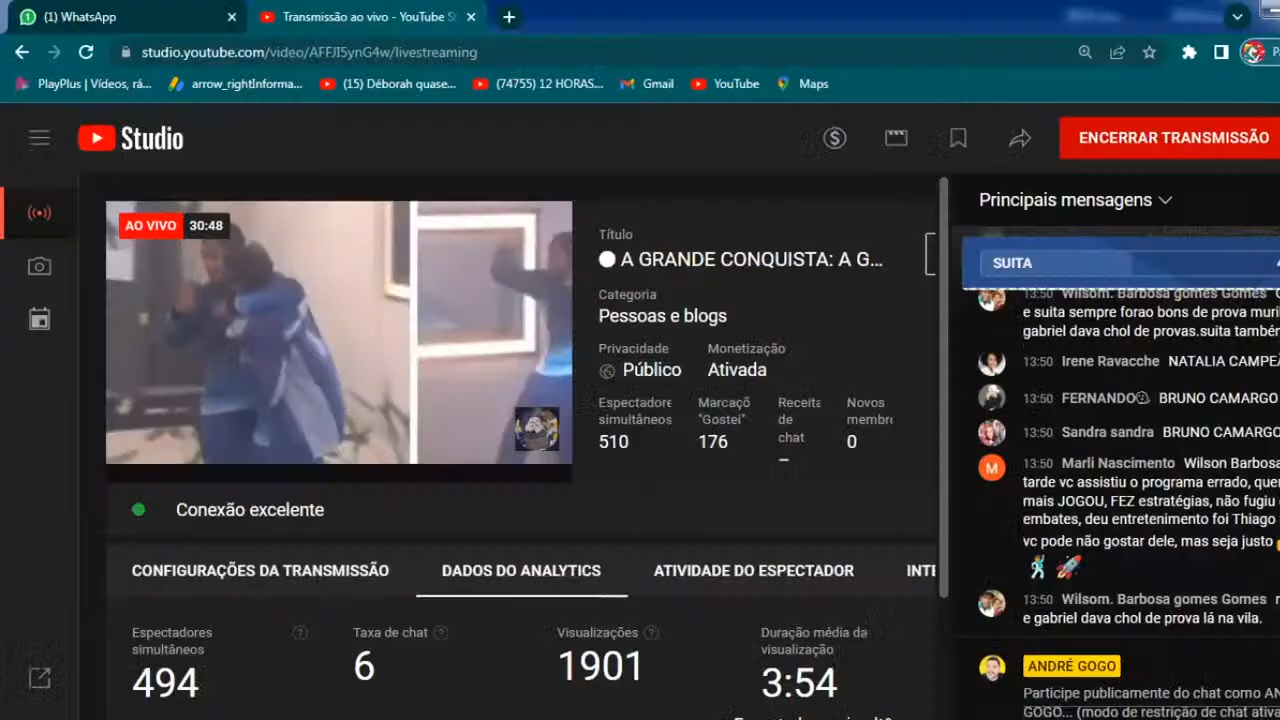 (1) WhatsApp
Transmissão ao vivo - YouTube S
studio.youtube.com/video/AFFJI5ynG4w/livestreaming
PlayPlus | Vídeos, rá...
arrow_rightInforma...
(15) Déborah quase...
(74755) 12 HORAS...
Gmail
YouTube
Maps
Studio
ENCERRAR TRANSMISSÃO
AO VIVO 30:48
Título
A GRANDE CONQUISTA: A G...
Categoria
Pessoas e blogs
Privacidade
Monetização
Público
Ativada
Espectadore
simultâneos
510
Marcaçõ
"Gostei"
176
Receita
de
chat
–
Novos
membr
0
Conexão excelente
CONFIGURAÇÕES DA TRANSMISSÃO
DADOS DO ANALYTICS
ATIVIDADE DO ESPECTADOR
INTE
Espectadores
simultâneos
494
Taxa de chat
6
Visualizações
1901
Duração média da
visualização
3:54
Principais mensagens
SUITA
13:50 Wilsom. Barbosa gomes Gomes
e suita sempre forao bons de prova muril
gabriel dava chol de provas.suita também
13:50 Irene Ravacche NATALIA CAMPEA
13:50 FERNANDO BRUNO CAMARGO
13:50 Sandra sandra BRUNO CAMARGO
M
13:50 Marli Nascimento Wilson Barbosa
tarde vc assistiu o programa errado, quer
mais JOGOU, FEZ estratégias, não fugiu
embates, deu entretenimento foi Thiago
vc pode não gostar dele, mas seja justo
13:50 Wilsom. Barbosa gomes Gomes
e gabriel dava chol de prova lá na vila.
ANDRÉ GOGO
Participe publicamente do chat como AN
GOGO... (modo de restrição de chat ativa